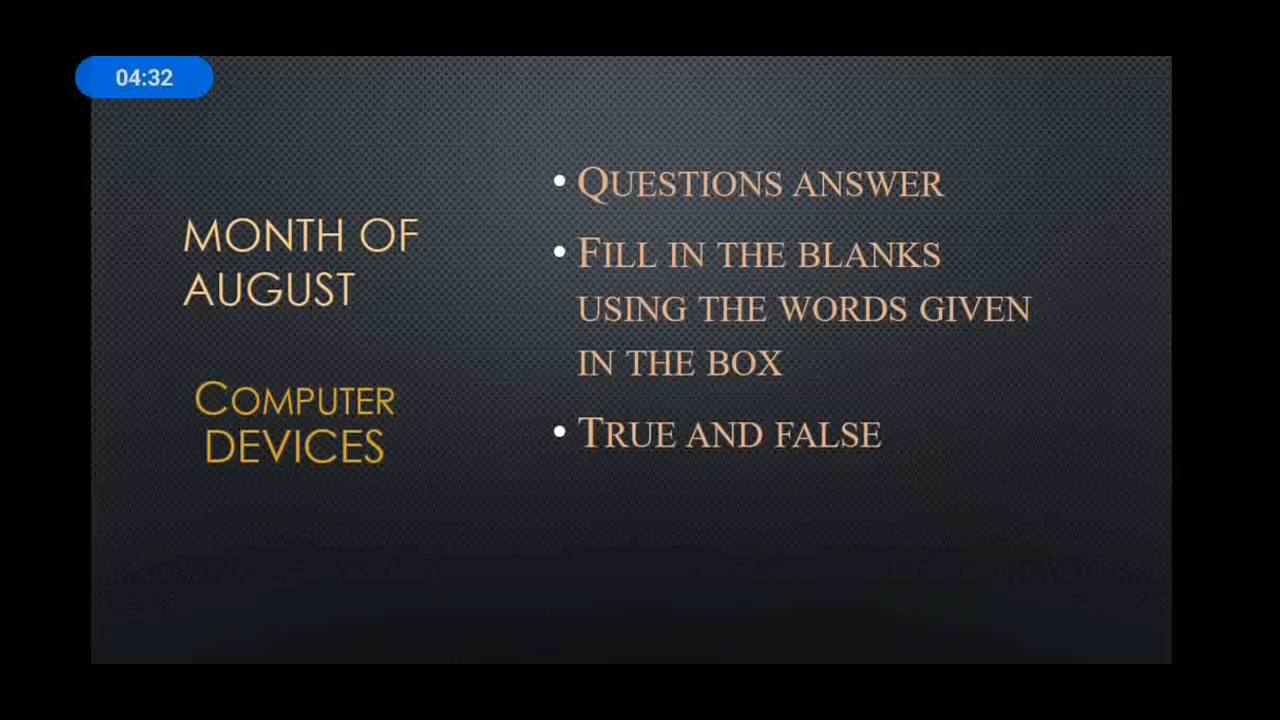 04:32
MONTH OF
AUGUST
COMPUTER
DEVICES
• QUESTIONS ANSWER
• FILL IN THE BLANKS
USING THE WORDS GIVEN
IN THE BOX
• TRUE AND FALSE